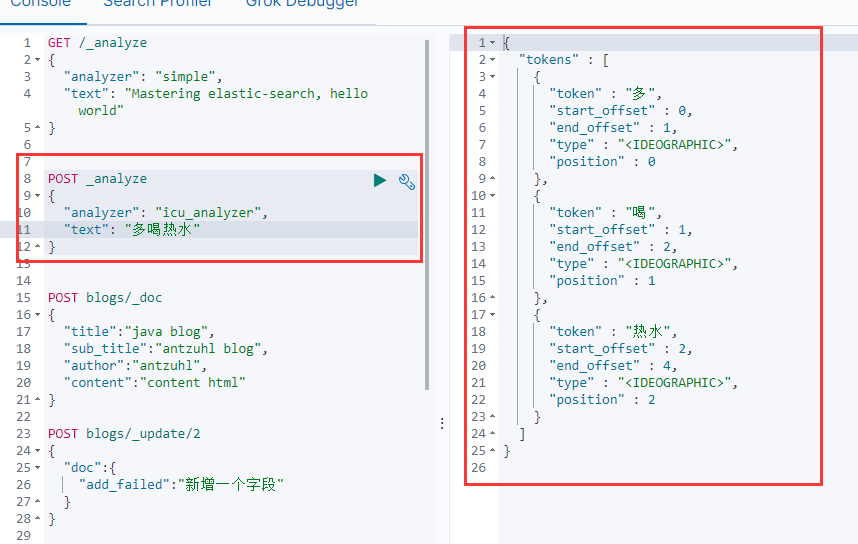 Console Search Profiler Grok Debugger
1 GET /_analyze
2 {
3 "analyzer": "simple",
4 "text": "Mastering elastic-search, hello
world"
5 }
6
7
8 POST _analyze
9 {
10 "analyzer": "icu_analyzer",
11 "text": "多喝热水"
12 }
13
14
15 POST blogs/_doc
16 {
17 "title":"java blog",
18 "sub_title":"antzuhl blog",
19 "author":"antzuhl",
20 "content":"content html"
21 }
22
23 POST blogs/_update/2
24 {
25 "doc":{
26 "add_failed":"新增一个字段"
27 }
28 }
29
1 {
2 "tokens" : [
3 {
4 "token" : "多",
5 "start_offset" : 0,
6 "end_offset" : 1,
7 "type" : "<IDEOGRAPHIC>",
8 "position" : 0
9 },
10 {
11 "token" : "喝",
12 "start_offset" : 1,
13 "end_offset" : 2,
14 "type" : "<IDEOGRAPHIC>",
15 "position" : 1
16 },
17 {
18 "token" : "热水",
19 "start_offset" : 2,
20 "end_offset" : 4,
21 "type" : "<IDEOGRAPHIC>",
22 "position" : 2
23 }
24 ]
25 }
26